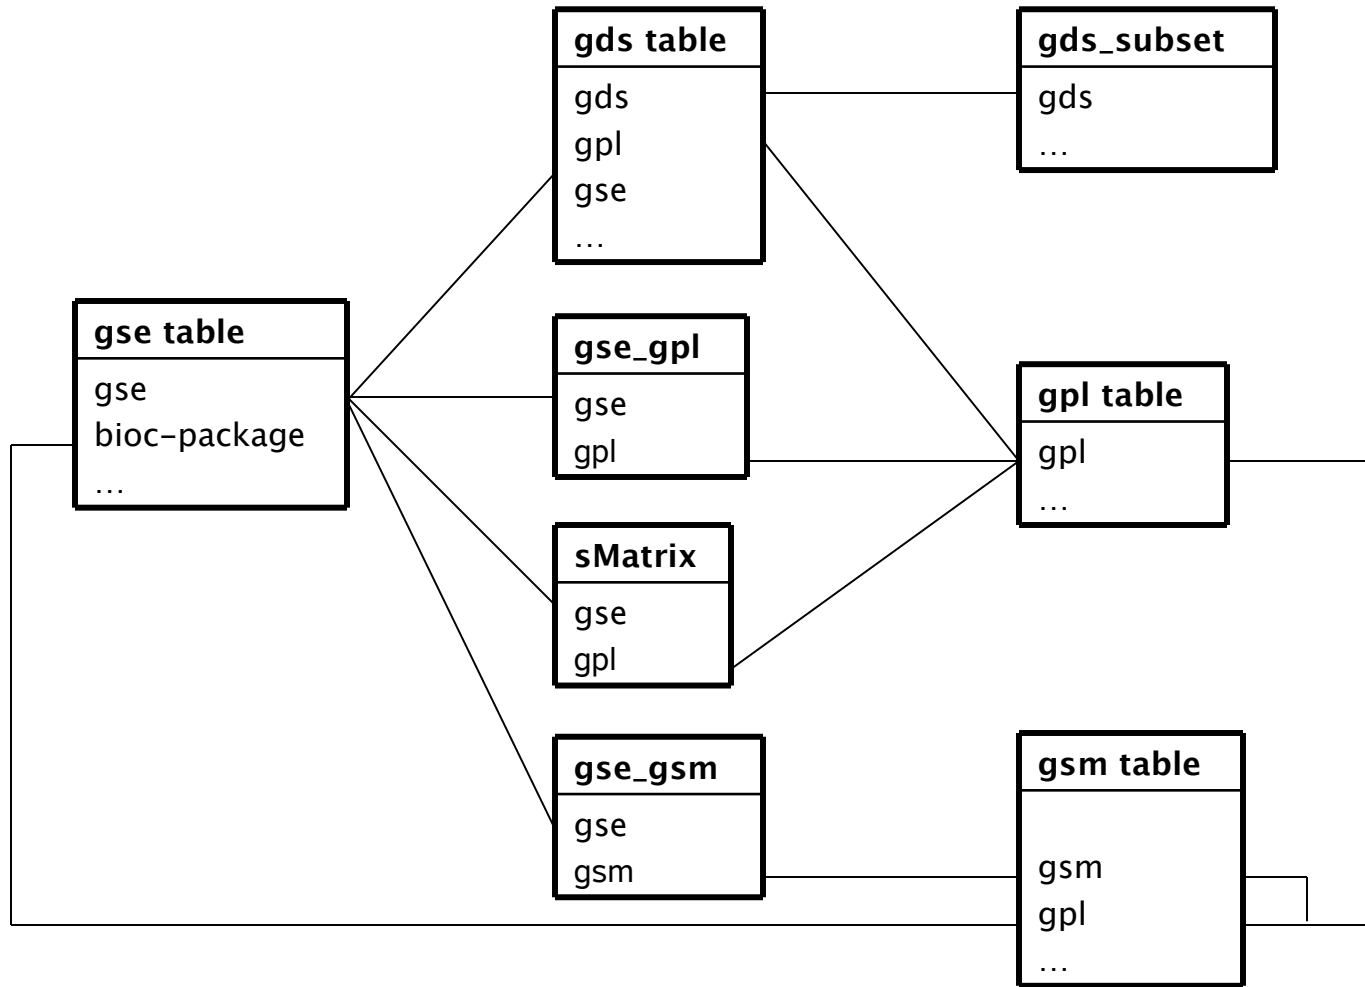 gds table
gds
gpl
gse
...
gds_subset
gds
...
gse table
gse
bioc-package
...
gse_gpl
gse
gpl
gpl table
gpl
...
sMatrix
gse
gpl
gse_gsm
gse
gsm
gsm table
gsm
gpl
...